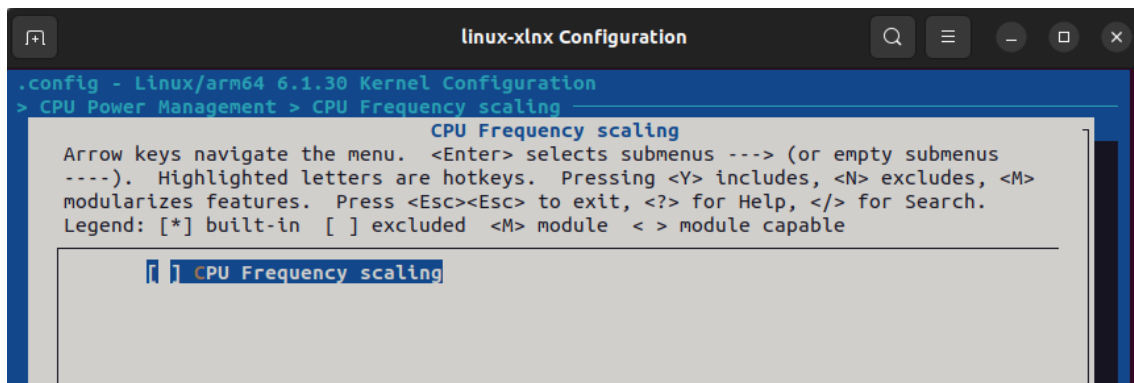 linux-xlnx Configuration
.config - Linux/arm64 6.1.30 Kernel Configuration
> CPU Power Management > CPU Frequency scaling
CPU Frequency scaling
Arrow keys navigate the menu.  <Enter> selects submenus ---> (or empty submenus
----).  Highlighted letters are hotkeys.  Pressing <Y> includes, <N> excludes, <M>
modularizes features.  Press <Esc><Esc> to exit, <?> for Help, </> for Search.
Legend: [*] built-in  [ ] excluded  <M> module  < > module capable
[ ] CPU Frequency scaling